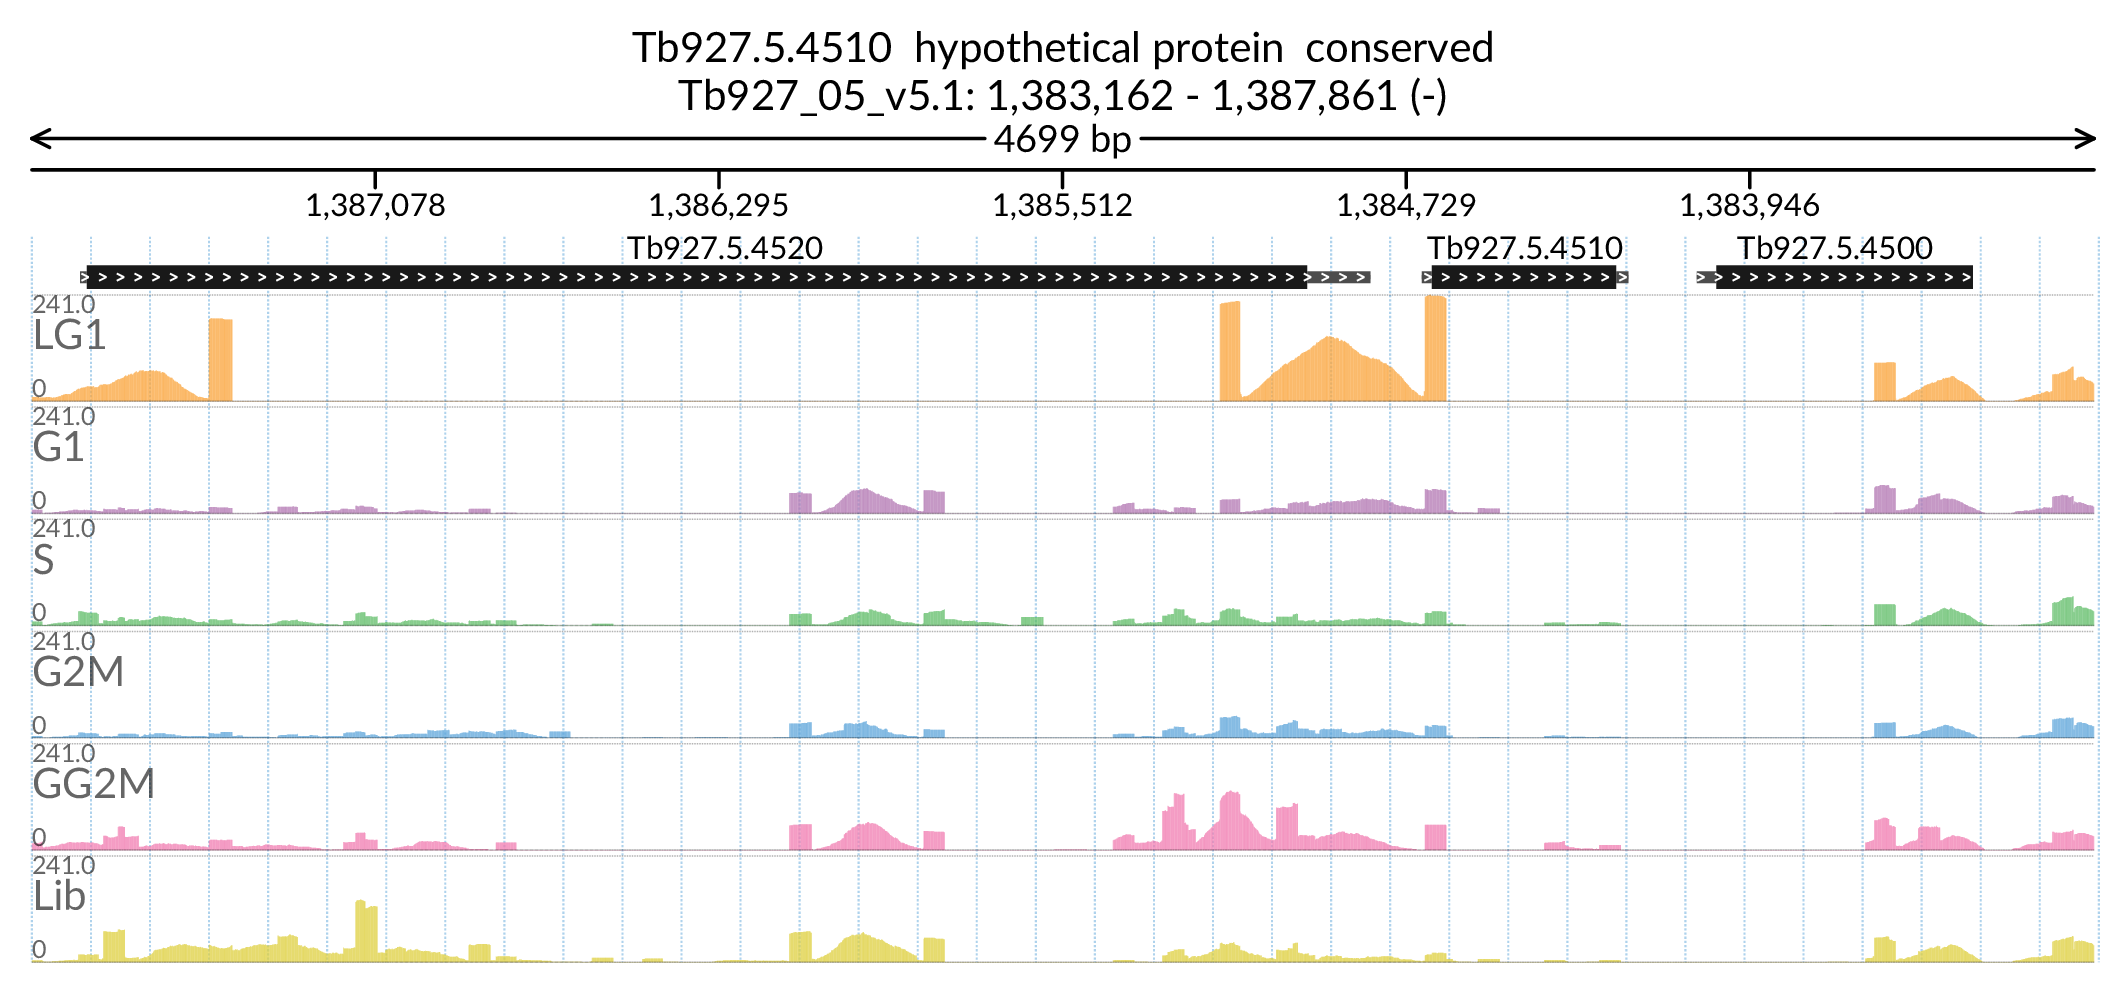 Tb927.5.4510 hypothetical protein conserved
Tb927_05_v5.1: 1,383,162 - 1,387,861 (-)
4699 bp
1,387,078 1,386,295 1,385,512 1,384,729 1,383,946
Tb927.5.4520 Tb927.5.4510 Tb927.5.4500
241.0
LG1
0
241.0
G1
0
241.0
S
0
241.0
G2M
0
241.0
GG2M
0
241.0
Lib
0